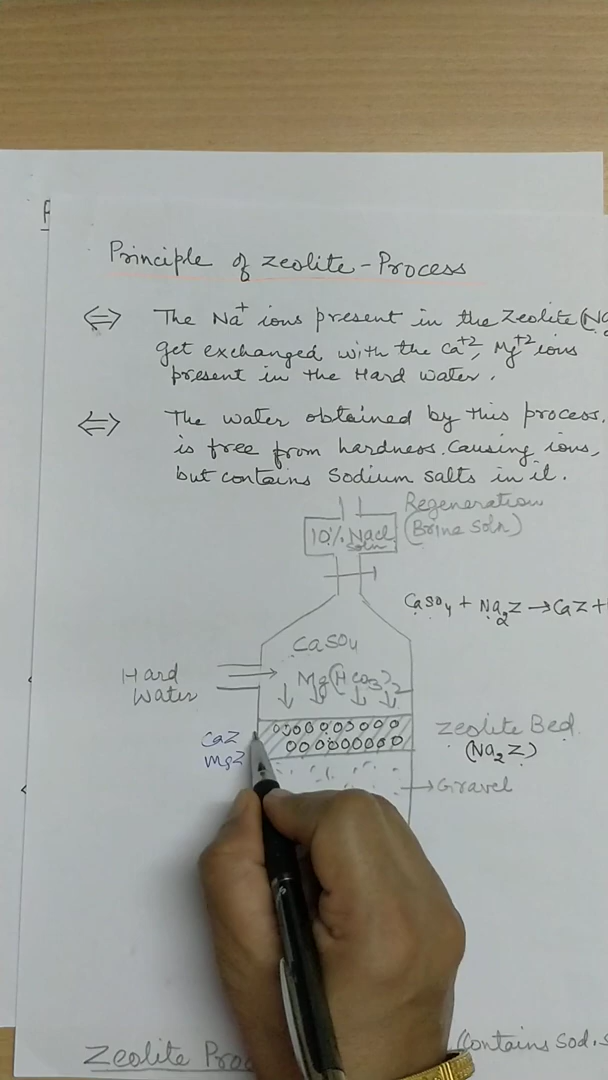 Principle of Zeolite-Process
⇔ The Na+ ions present in the Zeolite (Na
get exchanged with the Ca+2, Mg+2 ions
present in the Hard water.
⇔ The water obtained by this process.
is free from hardness. Causing ions,
but contains Sodium salts in it.
Regeneration
(Brine Soln)
10% Nacl
Soln
CaSO4 + Na2Z → CaZ +
CaSO4
Hard
Water
Mg(HCO3)2
CaZ
MgZ
Zeolite Bed.
(Na2Z)
Gravel
Zeolite Pro
(Contains Sod. S